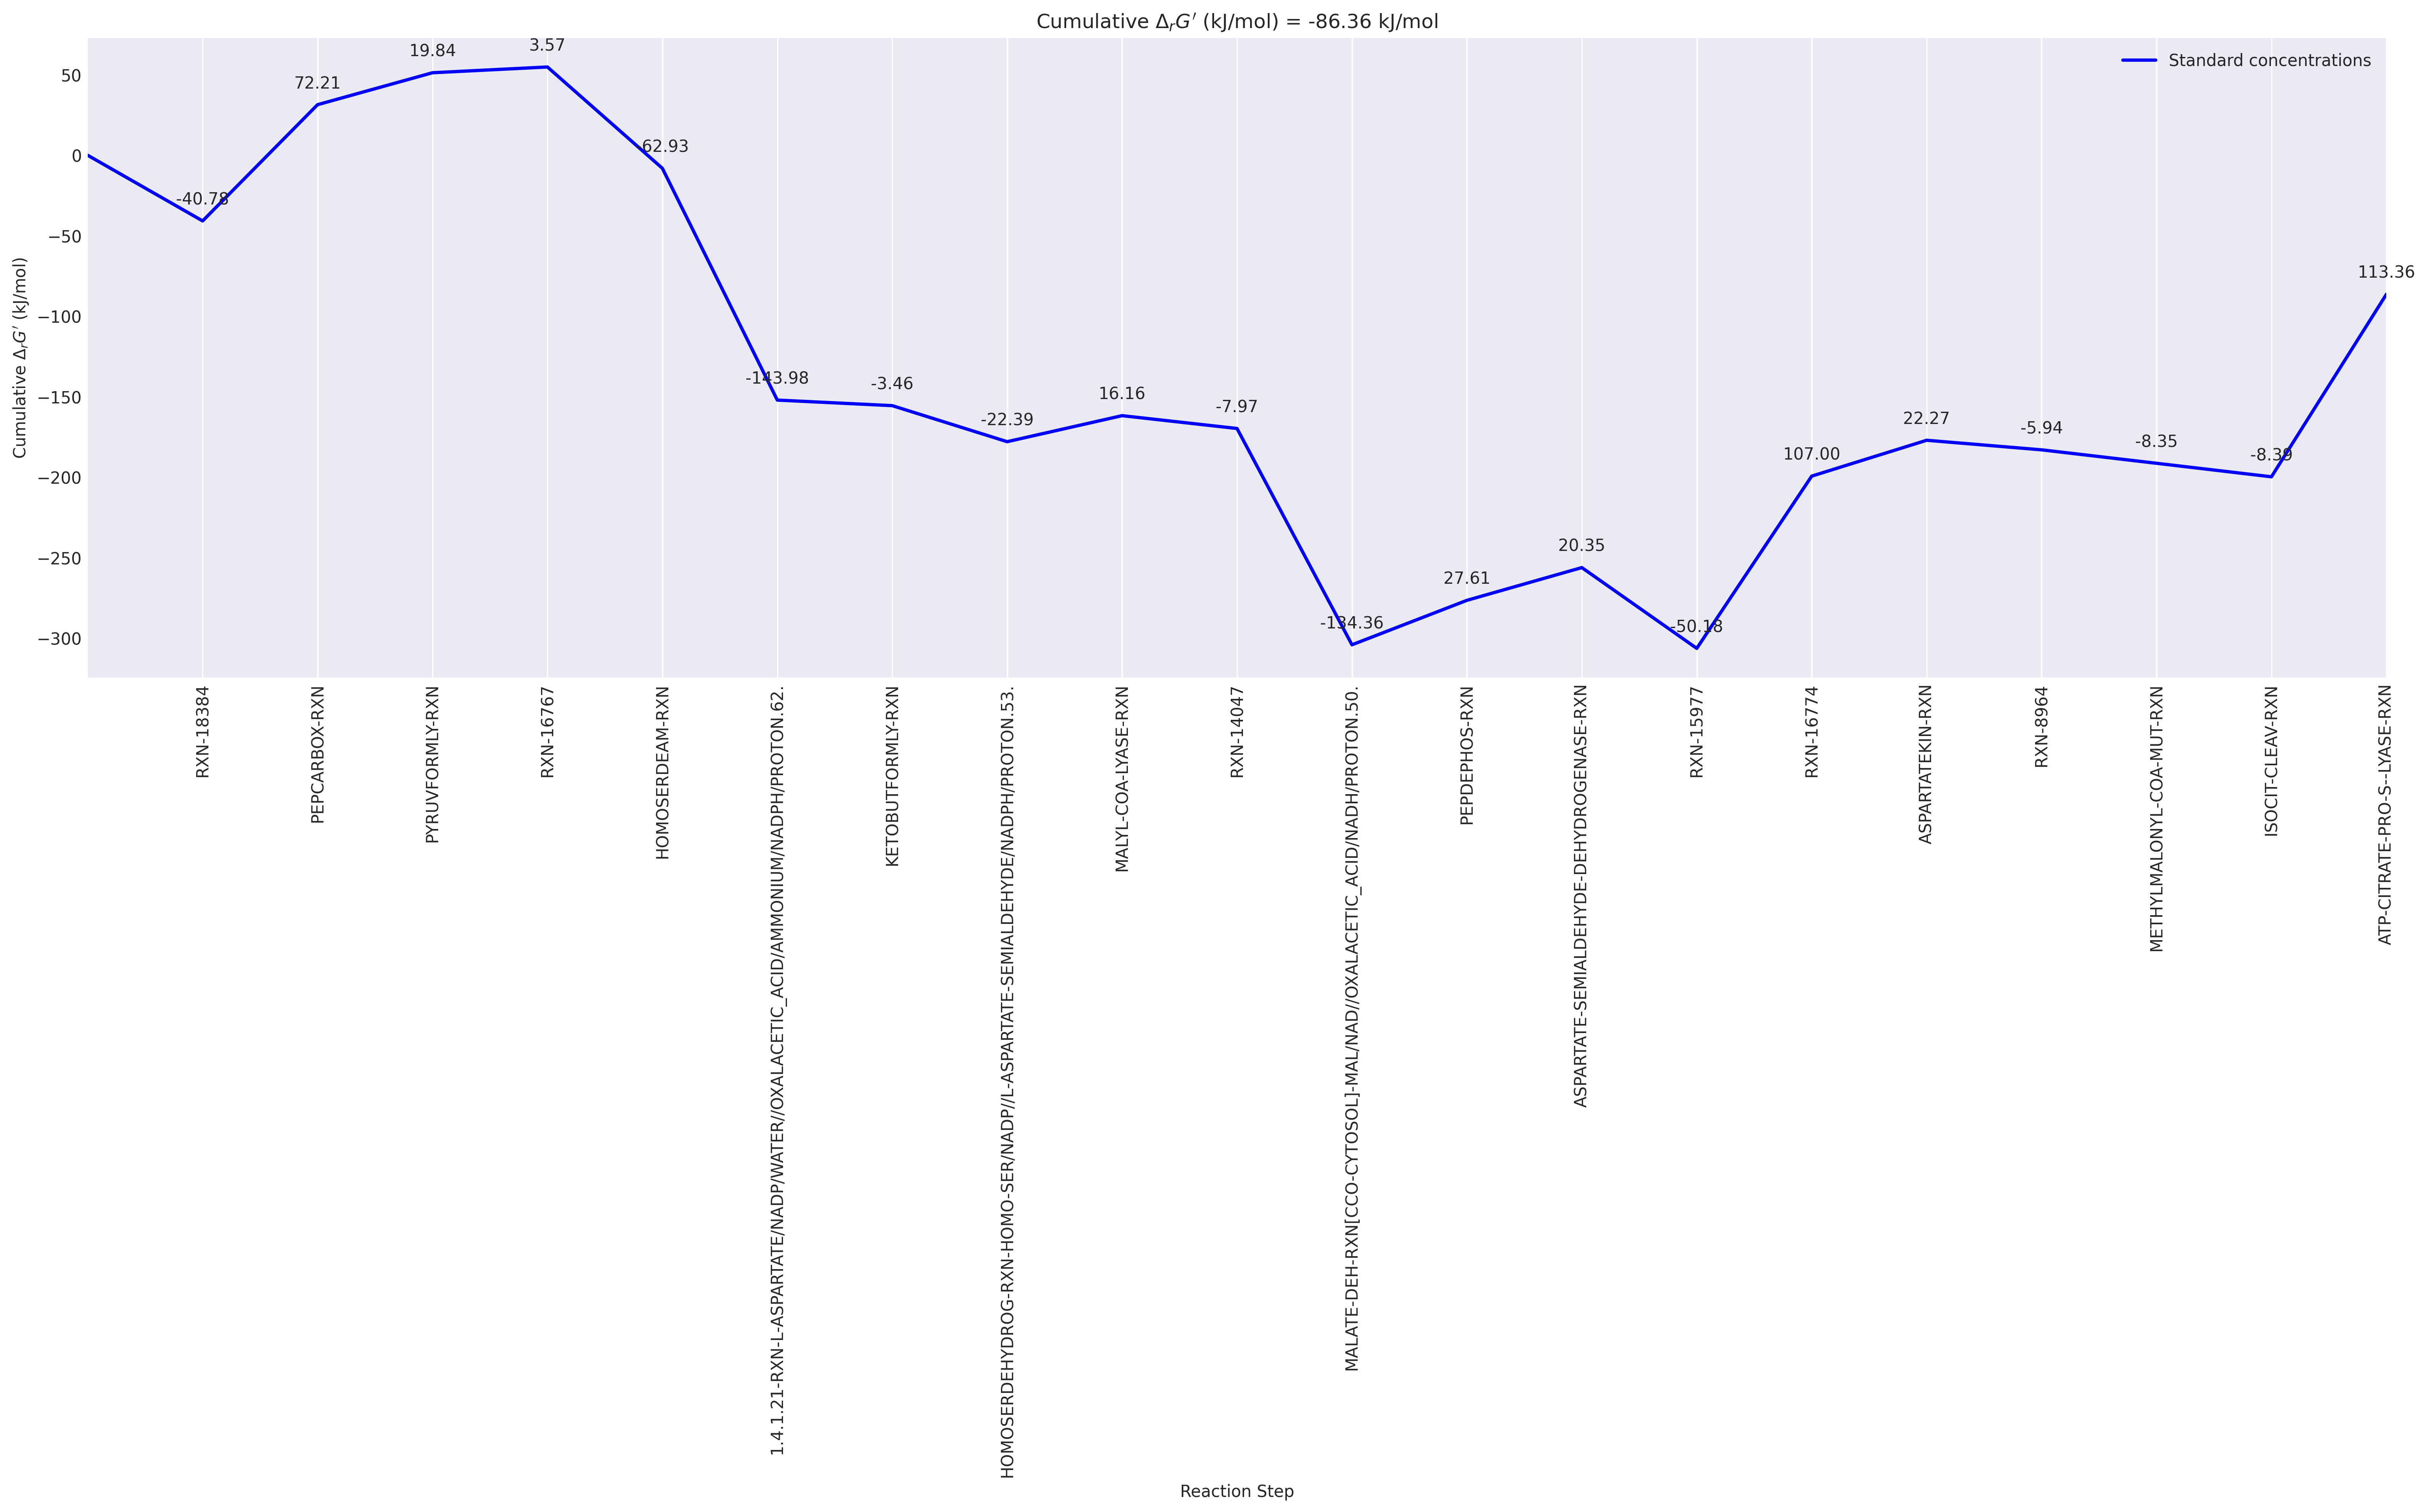 Cumulative ΔrG′ (kJ/mol) = -86.36 kJ/mol
Standard concentrations
Cumulative ΔrG′ (kJ/mol)
50
0
−50
−100
−150
−200
−250
−300
-40.78
72.21
19.84
3.57
-62.93
-143.98
-3.46
-22.39
16.16
-7.97
-134.36
27.61
20.35
-50.18
107.00
22.27
-5.94
-8.35
-8.39
113.36
RXN-18384
PEPCARBOX-RXN
PYRUVFORMLY-RXN
RXN-16767
HOMOSERDEAM-RXN
1.4.1.21-RXN-L-ASPARTATE/NADP/WATER//OXALACETIC_ACID/AMMONIUM/NADPH/PROTON.62.
KETOBUTFORMLY-RXN
HOMOSERDEHYDROG-RXN-HOMO-SER/NADP//L-ASPARTATE-SEMIALDEHYDE/NADPH/PROTON.53.
MALYL-COA-LYASE-RXN
RXN-14047
MALATE-DEH-RXN[CCO-CYTOSOL]-MAL/NAD//OXALACETIC_ACID/NADH/PROTON.50.
PEPDEPHOS-RXN
ASPARTATE-SEMIALDEHYDE-DEHYDROGENASE-RXN
RXN-15977
RXN-16774
ASPARTATEKIN-RXN
RXN-8964
METHYLMALONYL-COA-MUT-RXN
ISOCIT-CLEAV-RXN
ATP-CITRATE-PRO-S--LYASE-RXN
Reaction Step